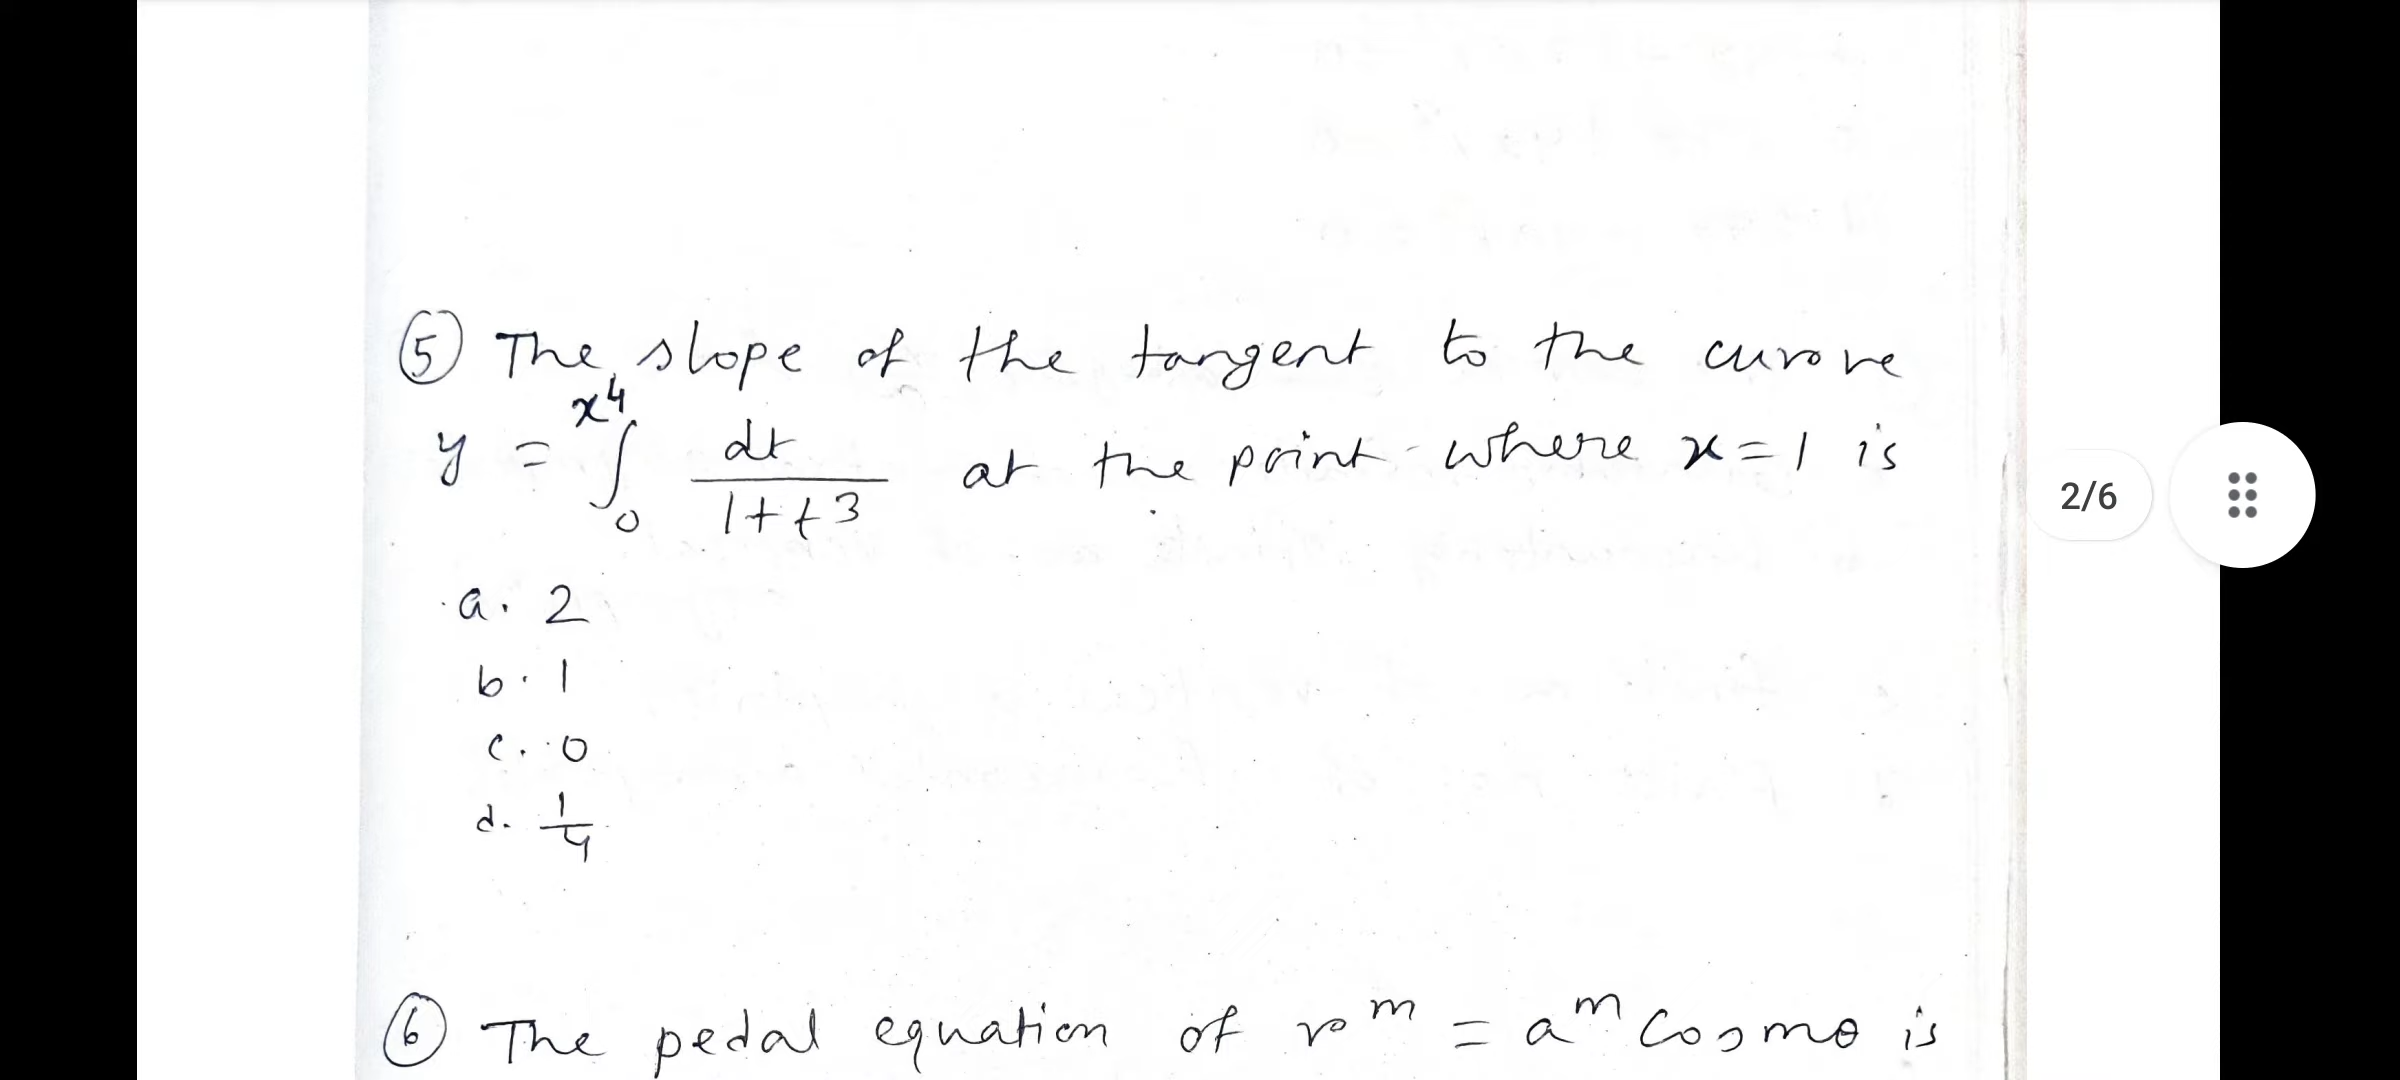 ⑤ The slope of the tangent to the curve
y = ∫₀^{x⁴} dt/(1+t³) at the point where x=1 is
a. 2
b. 1
c. 0
d. 1/4
⑥ The pedal equation of r^m = a^m cos mθ is
2/6